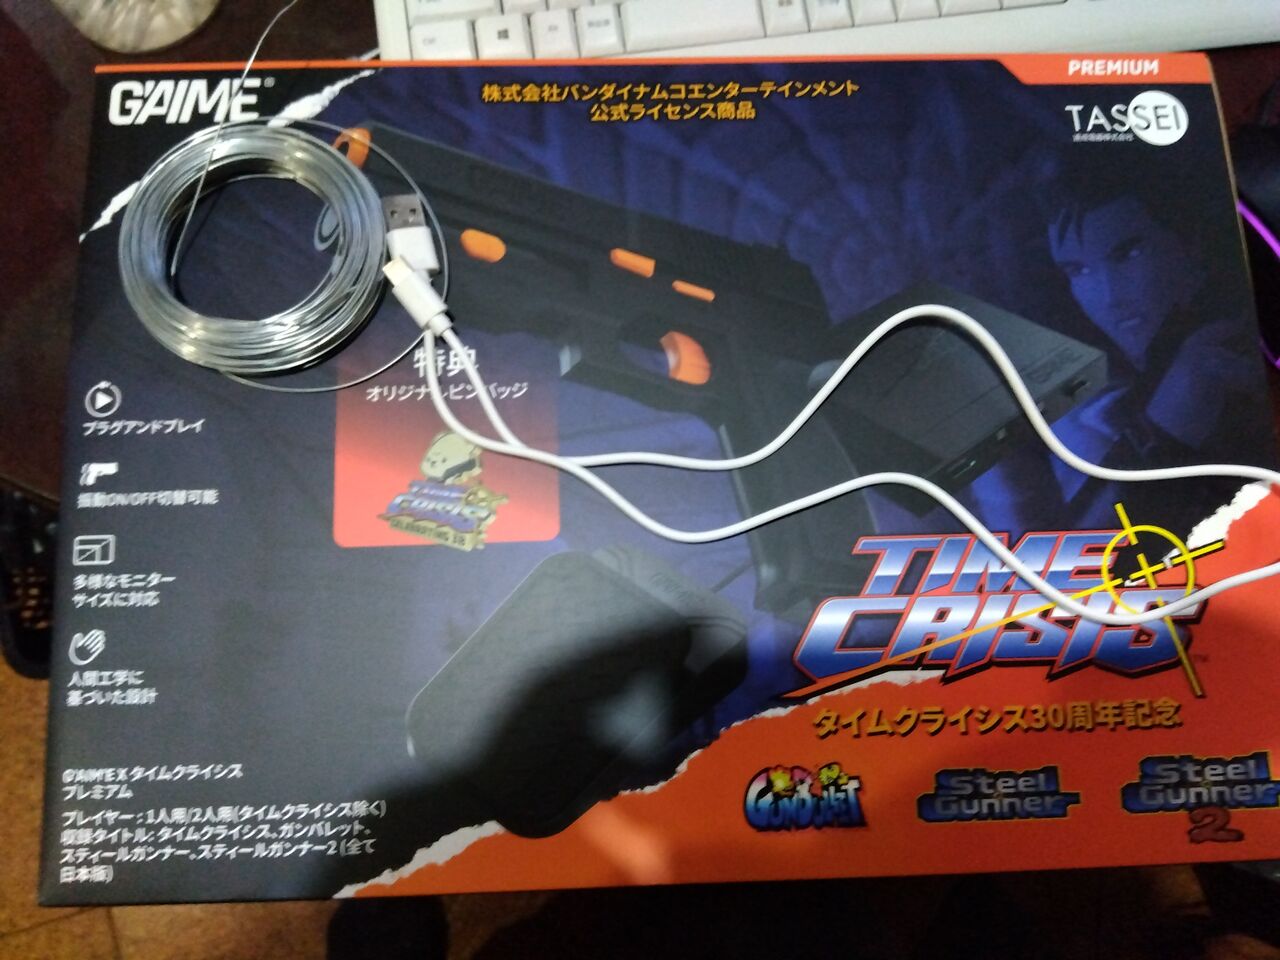 PREMIUM
G'AIME®
株式会社バンダイナムコエンターテインメント
公式ライセンス商品
TASSEI
特典
オリジナルピンバッジ
TIME CRISIS
プラグアンドプレイ
振動ON/OFF切替可能
多様なモニター
サイズに対応
人間工学に
基づいた設計
TIME
CRISIS™
タイムクライシス30周年記念
GUNBULLET
Steel
Gunner
Steel
Gunner
2
G'AIME X タイムクライシス
プレミアム
プレイヤー : 1人用/2人用(タイムクライシス除く)
収録タイトル: タイムクライシス、ガンバレット、
スティールガンナー、スティールガンナー2 (全て
日本版)